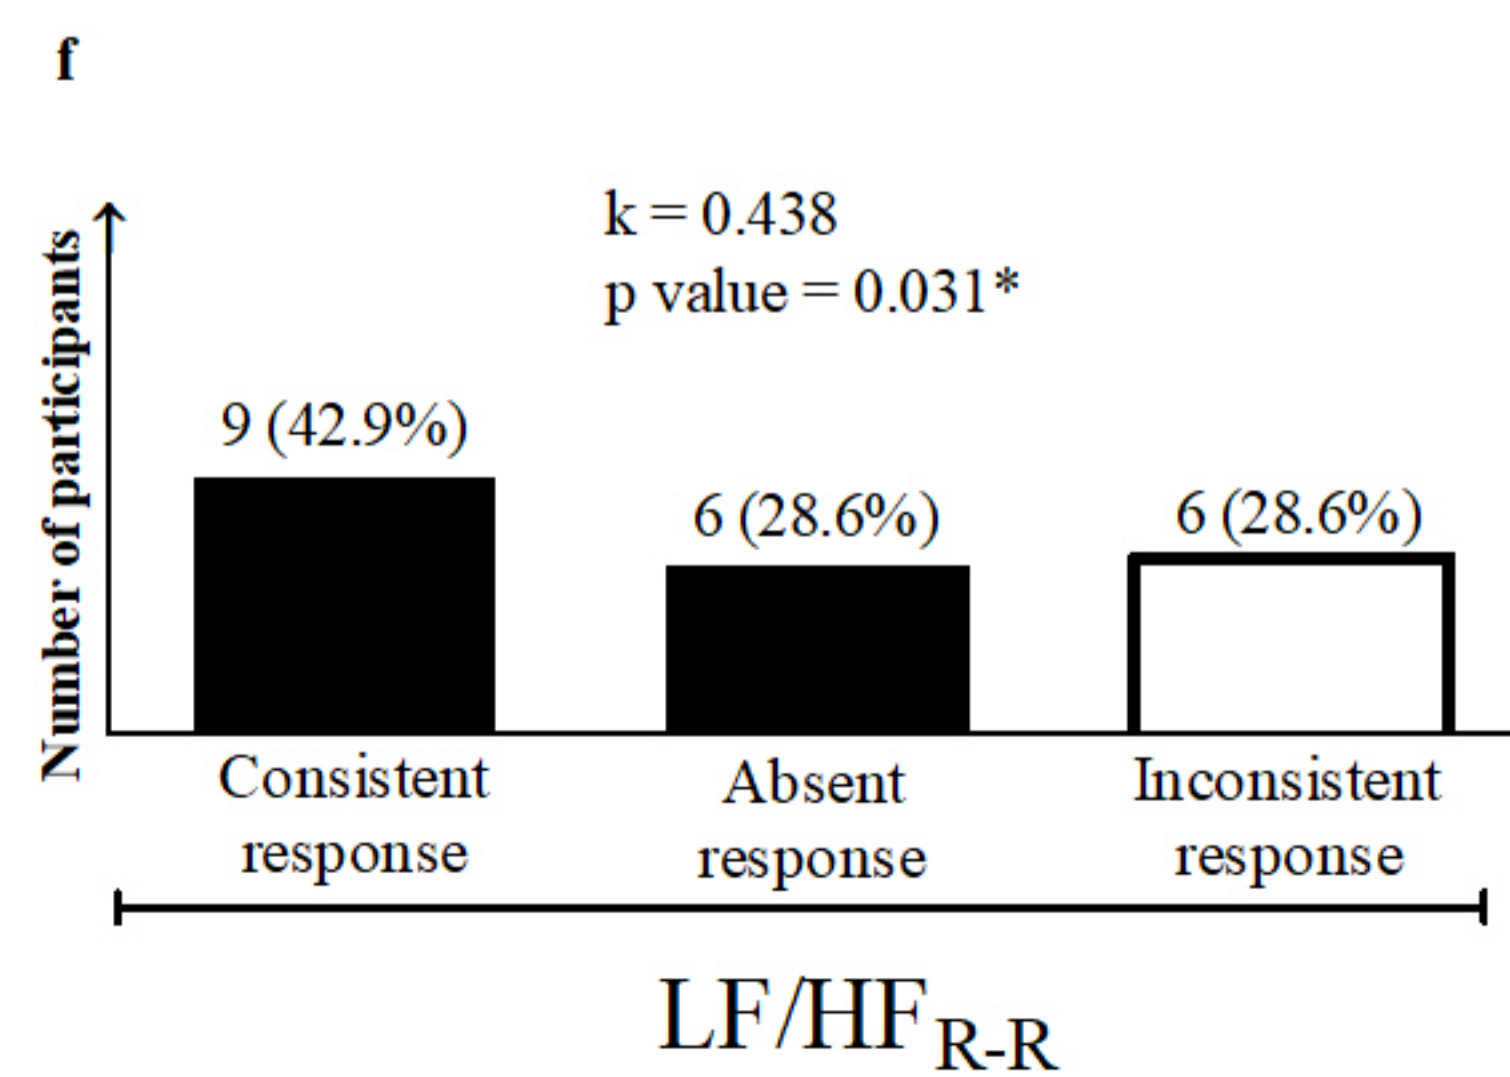 f
k = 0.438
p value = 0.031*
Number of participants
9 (42.9%)
6 (28.6%)
6 (28.6%)
Consistent
response
Absent
response
Inconsistent
response
LF/HF R-R